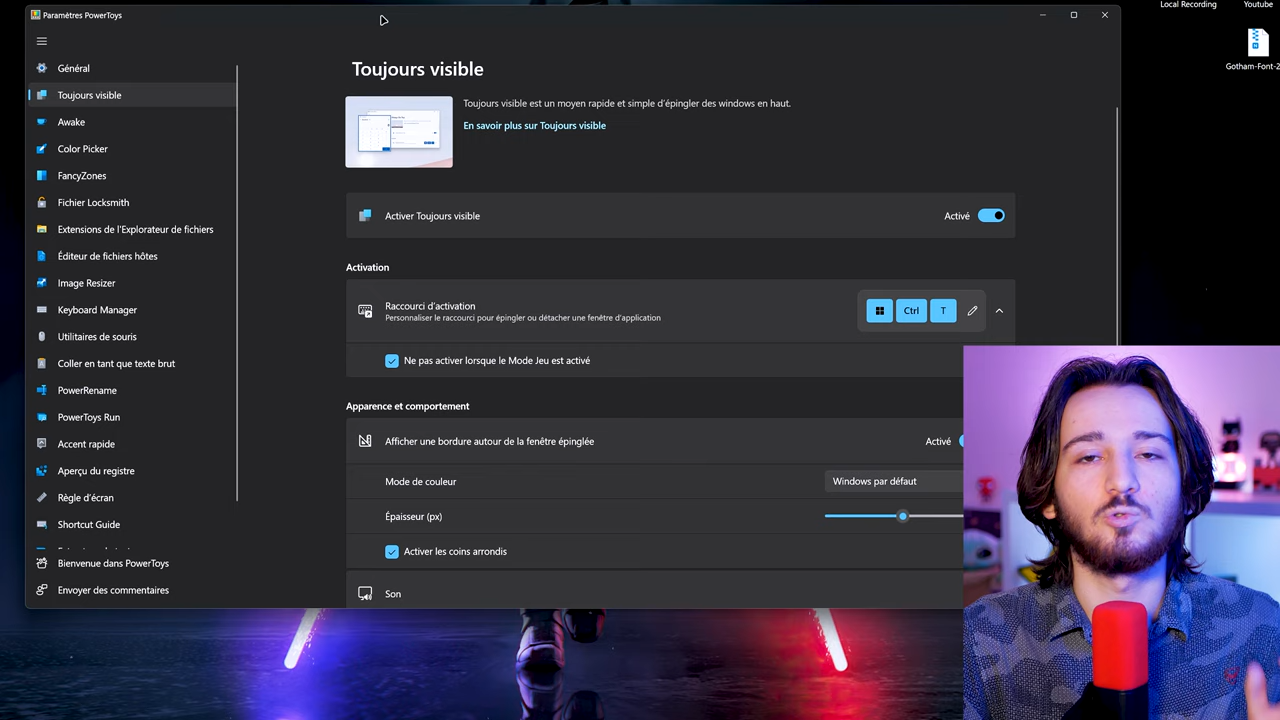 Paramètres PowerToys
Local Recording
Youtube
Gotham-Font-2
Général
Toujours visible
Awake
Color Picker
FancyZones
Fichier Locksmith
Extensions de l'Explorateur de fichiers
Éditeur de fichiers hôtes
Image Resizer
Keyboard Manager
Utilitaires de souris
Coller en tant que texte brut
PowerRename
PowerToys Run
Accent rapide
Aperçu du registre
Règle d'écran
Shortcut Guide
Bienvenue dans PowerToys
Envoyer des commentaires
Toujours visible
Toujours visible est un moyen rapide et simple d'épingler des windows en haut.
En savoir plus sur Toujours visible
Activer Toujours visible
Activé
Activation
Raccourci d'activation
Personnaliser le raccourci pour épingler ou détacher une fenêtre d'application
Ctrl
T
Ne pas activer lorsque le Mode Jeu est activé
Apparence et comportement
Afficher une bordure autour de la fenêtre épinglée
Activé
Mode de couleur
Windows par défaut
Épaisseur (px)
Activer les coins arrondis
Son